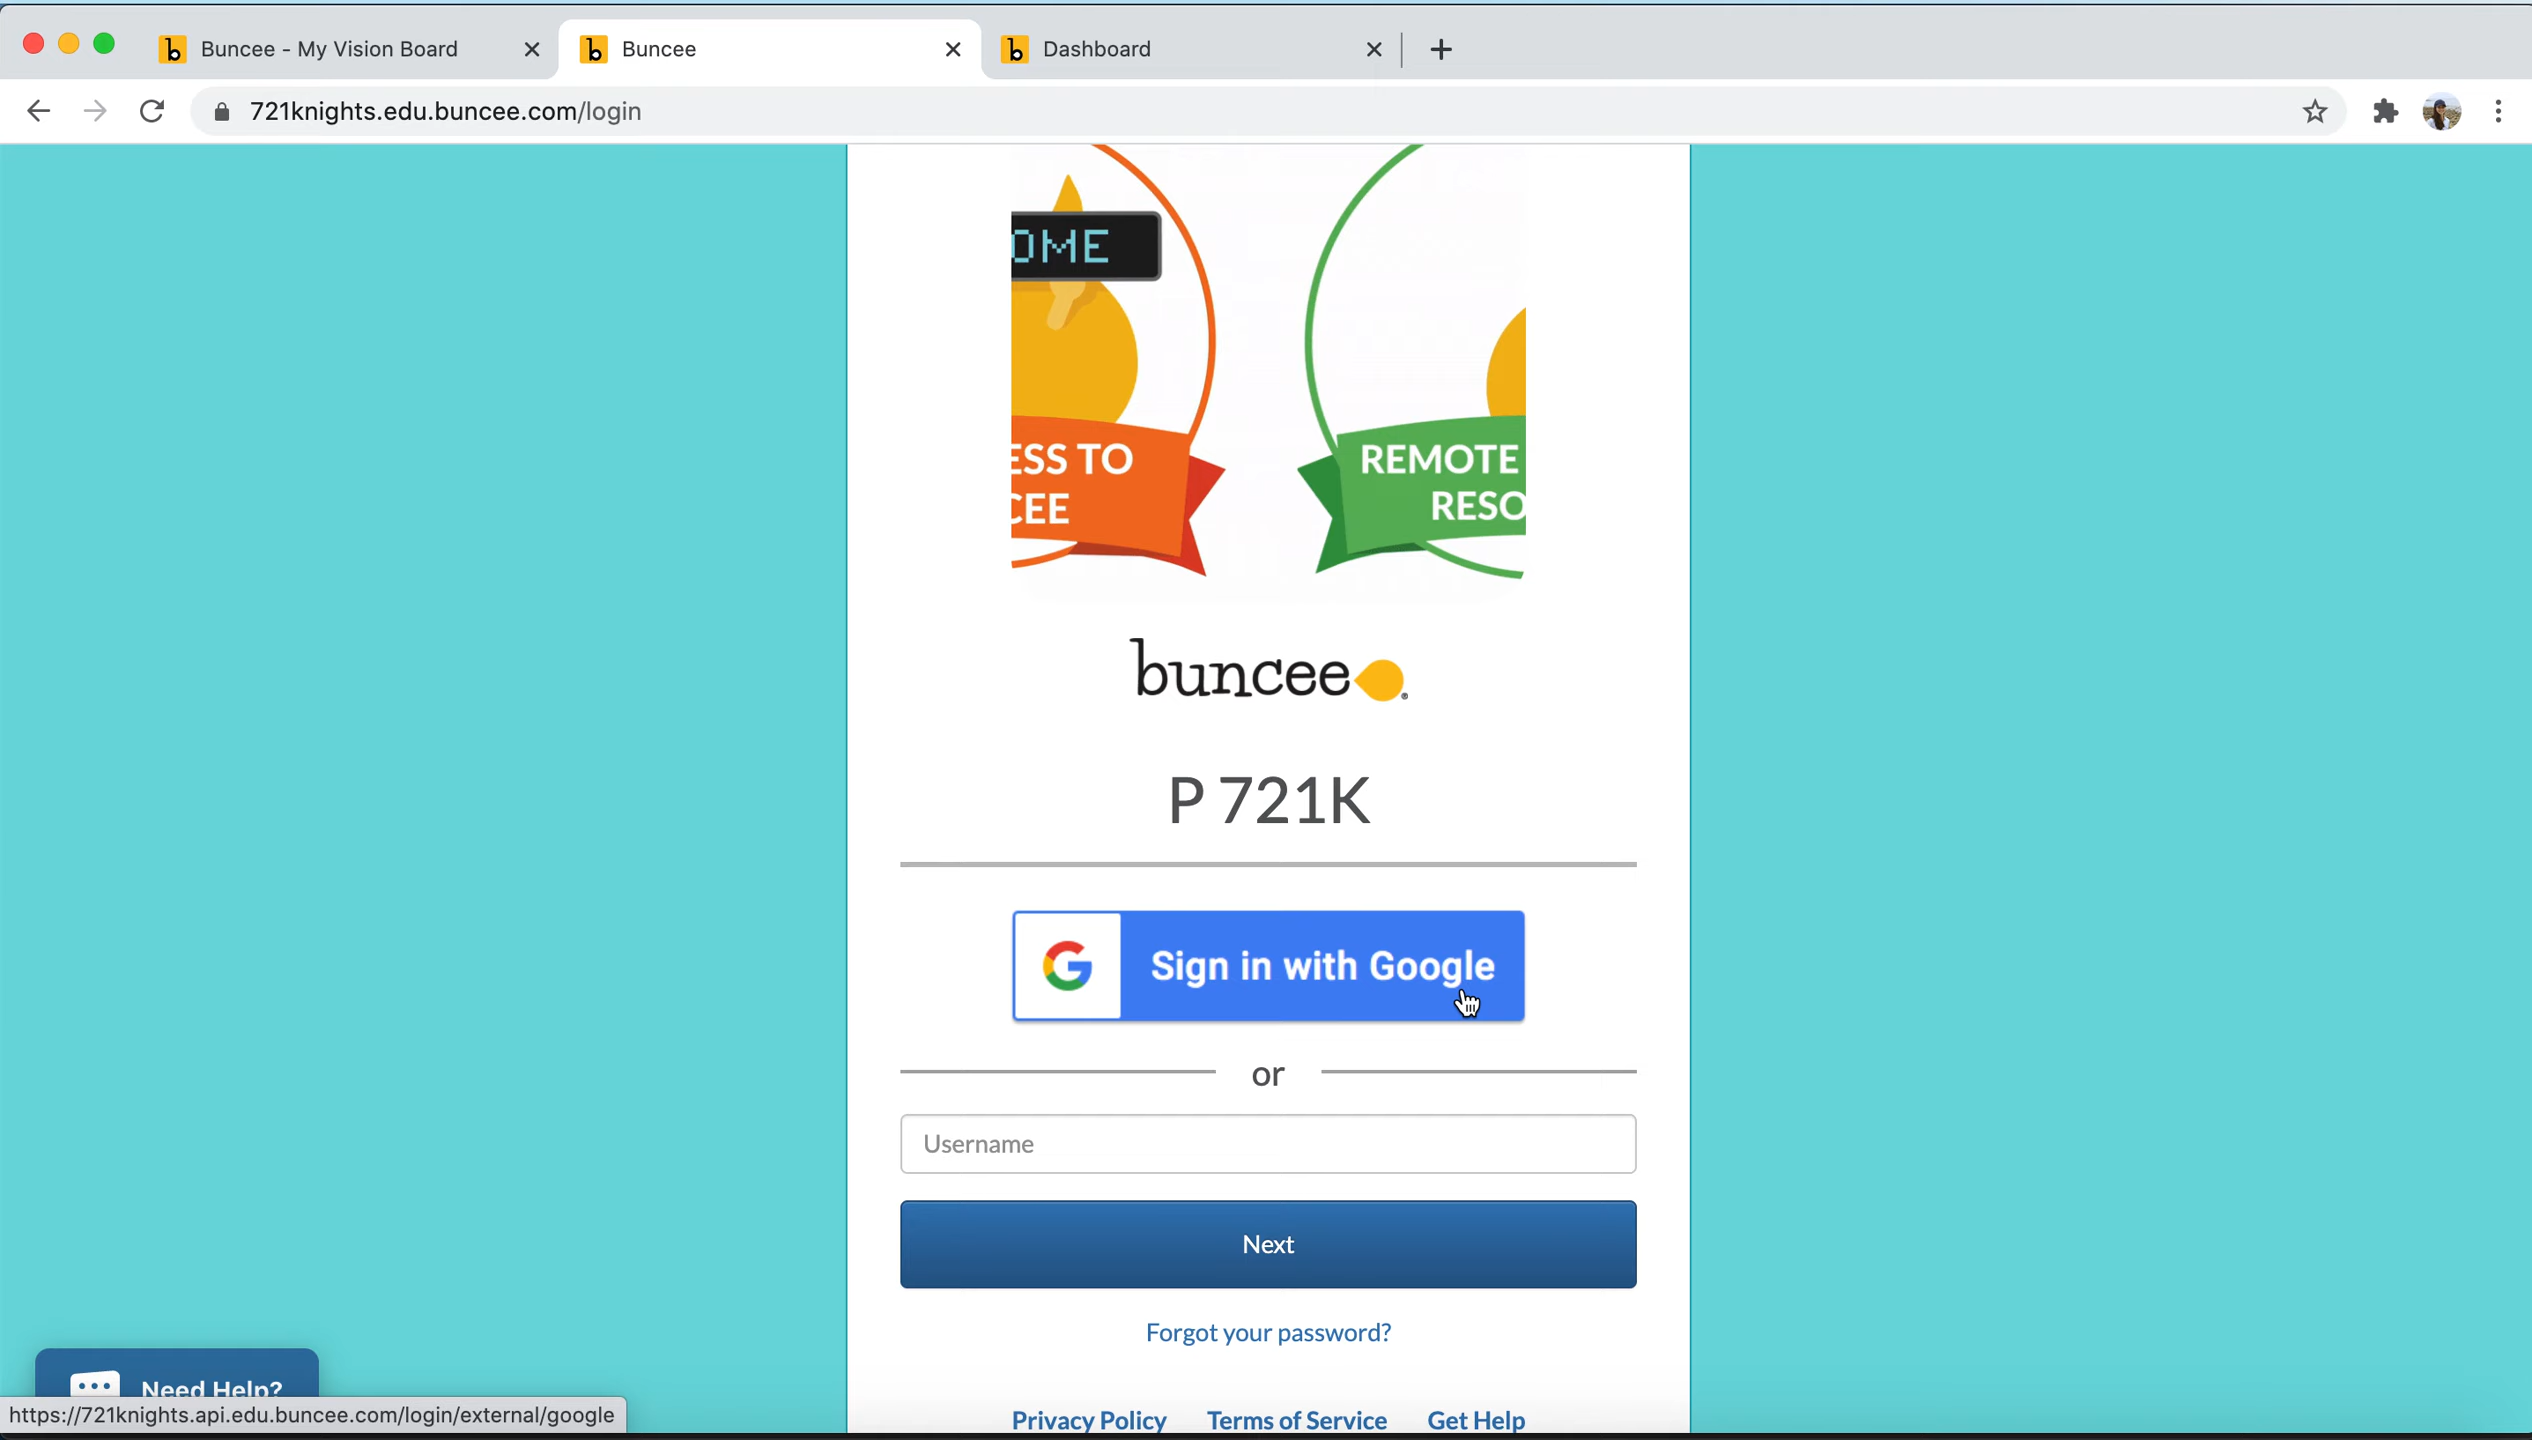 Buncee - My Vision Board
Buncee
Dashboard
721knights.edu.buncee.com/login
OME
ESS TO
CEE
REMOTE
RESO
buncee
P 721K
Sign in with Google
or
Username
Next
Forgot your password?
Need Help?
https://721knights.api.edu.buncee.com/login/external/google
Privacy Policy Terms of Service Get Help